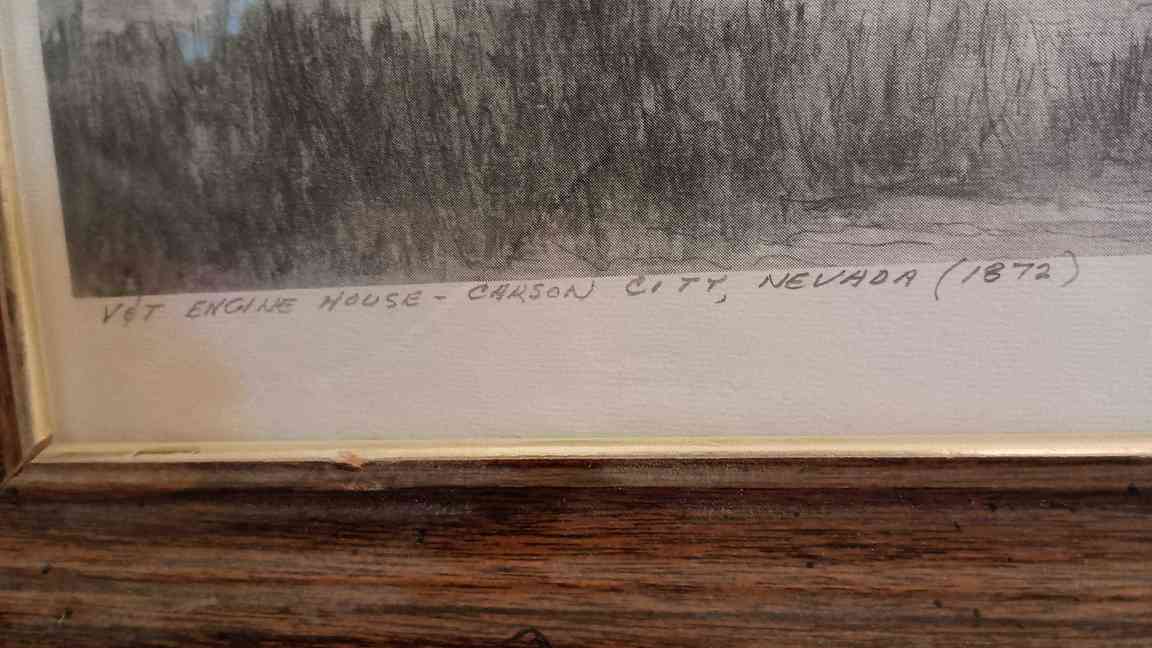 V&T ENGINE HOUSE - CARSON CITY, NEVADA (1872)